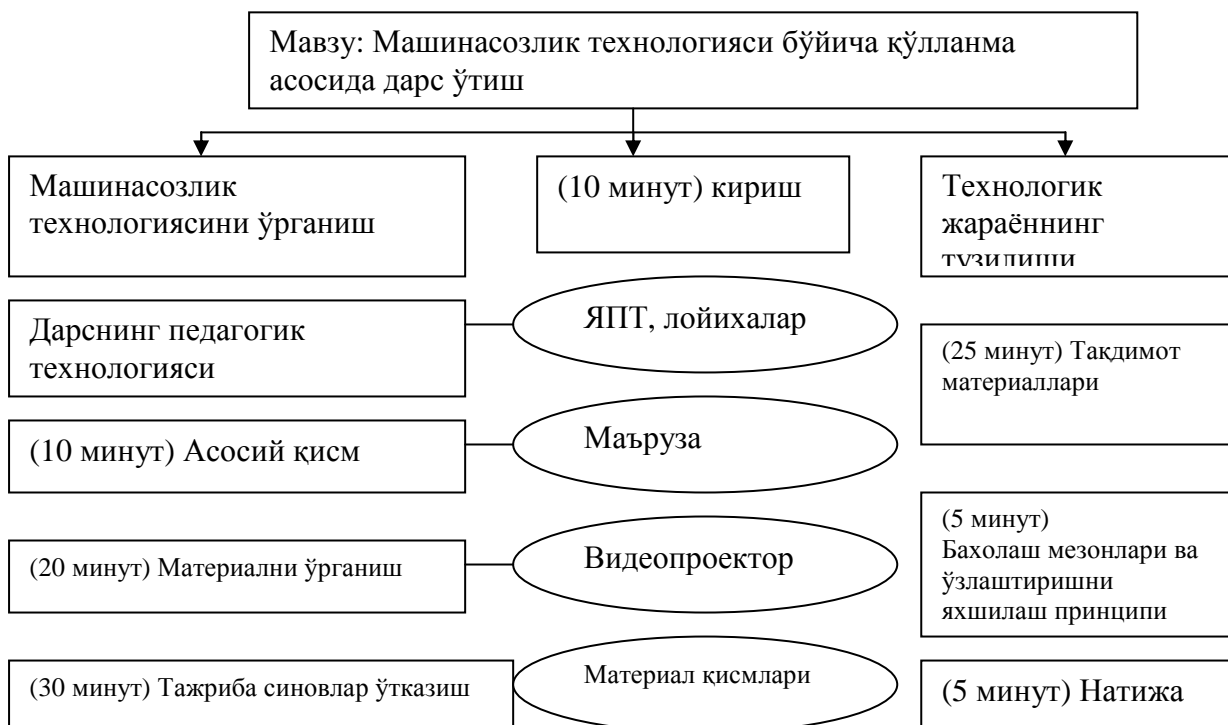 Мавзу: Машинасозлик технологияси бўйича қўлланма
асосида дарс ўтиш
Машинасозлик
технологиясини ўрганиш
(10 минут) кириш
Технологик
жараённинг
тузилиши
Дарснинг педагогик
технологияси
ЯПТ, лойихалар
(25 минут) Тақдимот
материаллари
(10 минут) Асосий қисм
Маъруза
(20 минут) Материални ўрганиш
Видеопроектор
(5 минут)
Бахолаш мезонлари ва
ўзлаштиришни
яхшилаш принципи
(30 минут) Тажриба синовлар ўтказиш
Материал қисмлари
(5 минут) Натижа